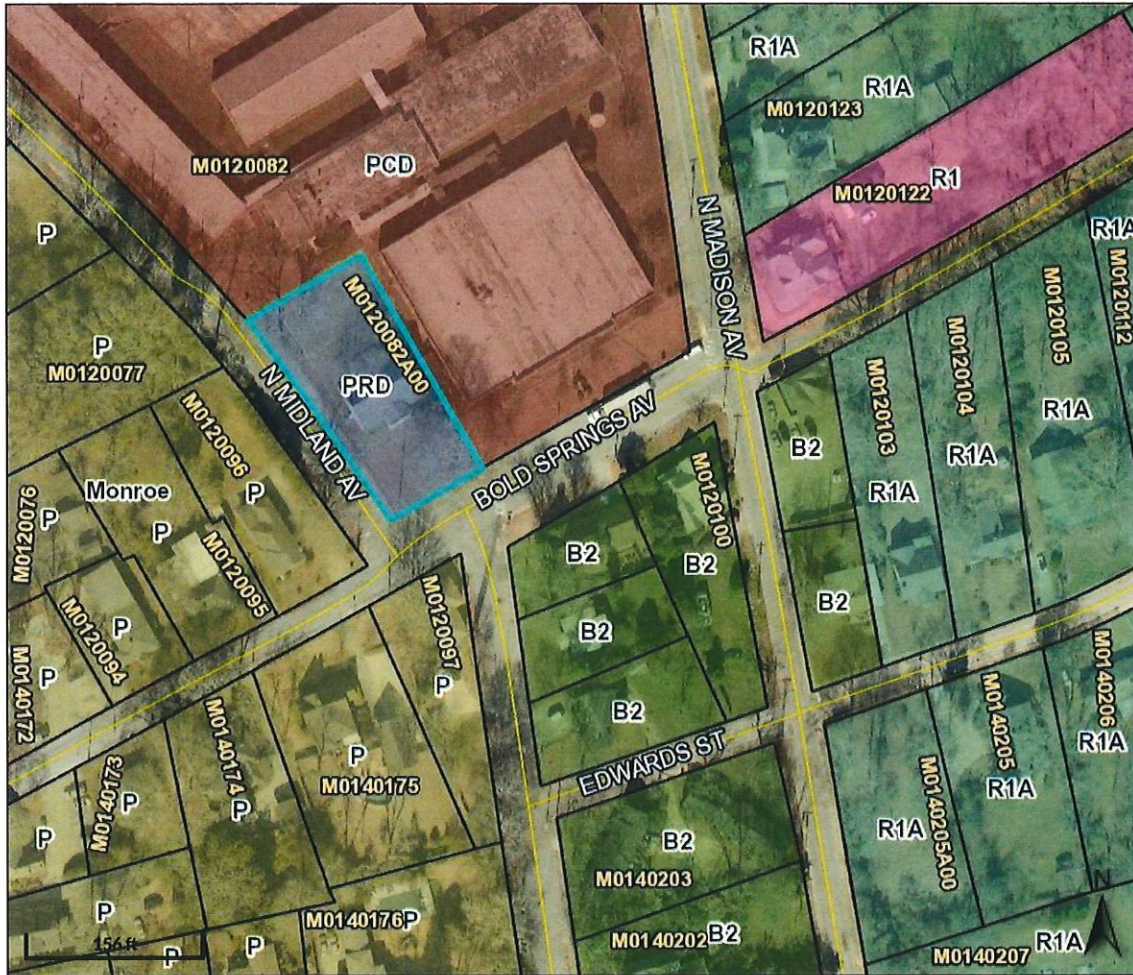 R1A
R1A
M0120123
M0120082
PCD
R1
M0120122
N MADISON AV
R1A
M0120112
M0120105
P
M0120082A00
P
M0120077
PRD
N MIDLAND AV
M0120104
M0120103
R1A
M0120096
BOLD SPRINGS AV
B2
R1A
M0120076
P
Monroe
P
P
M0120100
R1A
B2
B2
M0120095
M0120094
P
M0120097
P
B2
B2
M0140172
P
M0140174
P
B2
M0140206
R1A
M0140205
EDWARDS ST
M0140173
P
P
M0140175
P
P
R1A
R1A
M0140205A00
B2
M0140203
P
M0140176
P
N
156 ft
P
P
M0140202
B2
M0140207
R1A